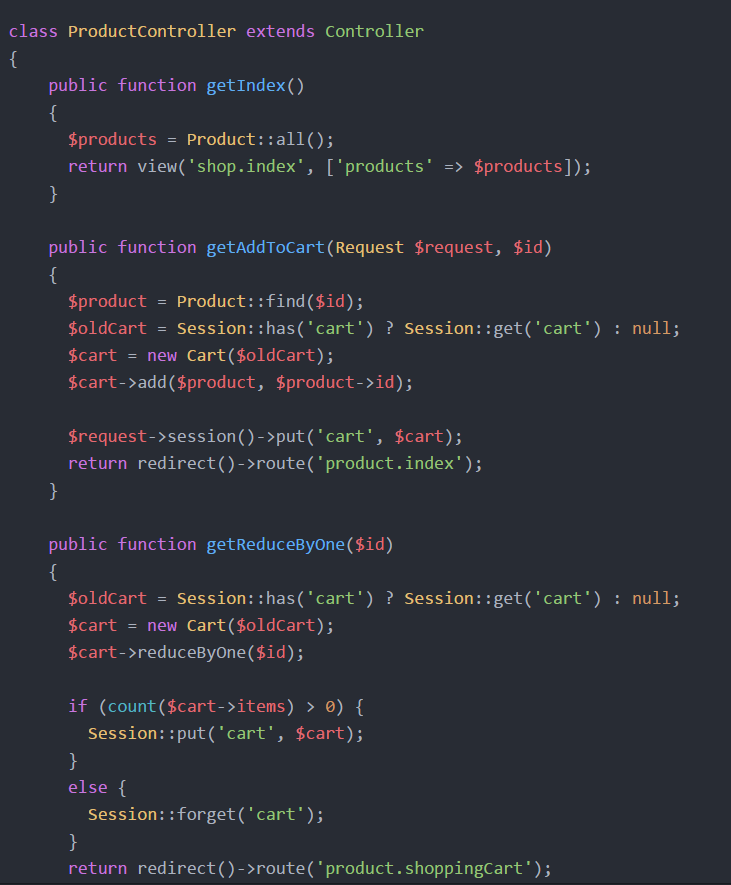 class ProductController extends Controller
{
    public function getIndex()
    {
      $products = Product::all();
      return view('shop.index', ['products' => $products]);
    }

    public function getAddToCart(Request $request, $id)
    {
      $product = Product::find($id);
      $oldCart = Session::has('cart') ? Session::get('cart') : null;
      $cart = new Cart($oldCart);
      $cart->add($product, $product->id);

      $request->session()->put('cart', $cart);
      return redirect()->route('product.index');
    }

    public function getReduceByOne($id)
    {
      $oldCart = Session::has('cart') ? Session::get('cart') : null;
      $cart = new Cart($oldCart);
      $cart->reduceByOne($id);

      if (count($cart->items) > 0) {
        Session::put('cart', $cart);
      }
      else {
        Session::forget('cart');
      }
      return redirect()->route('product.shoppingCart');